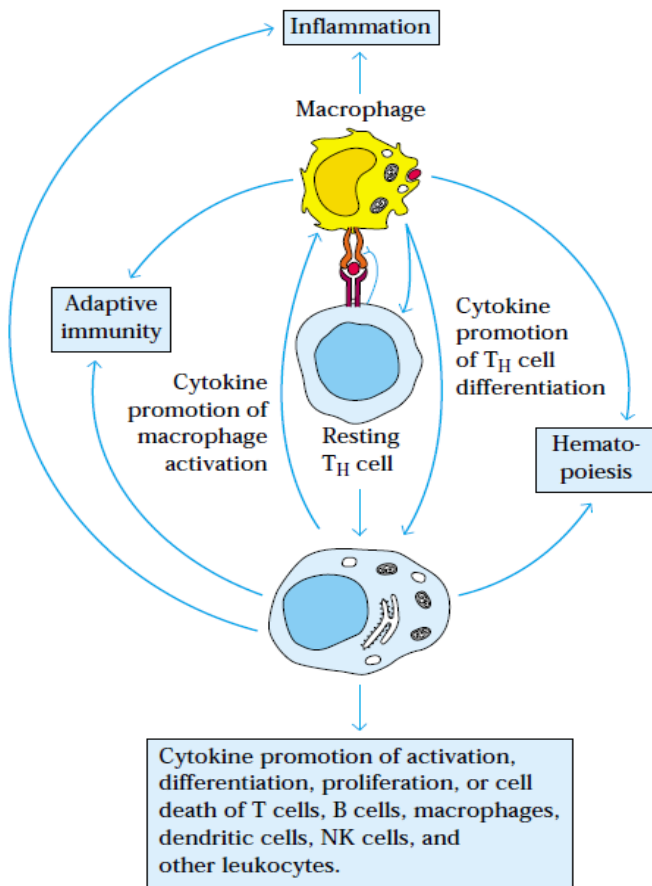 Inflammation
Macrophage
Adaptive
immunity
Cytokine
promotion
of T_H cell
differentiation
Cytokine
promotion of
macrophage
activation
Resting
T_H cell
Hemato-
poiesis
Cytokine promotion of activation,
differentiation, proliferation, or cell
death of T cells, B cells, macrophages,
dendritic cells, NK cells, and
other leukocytes.